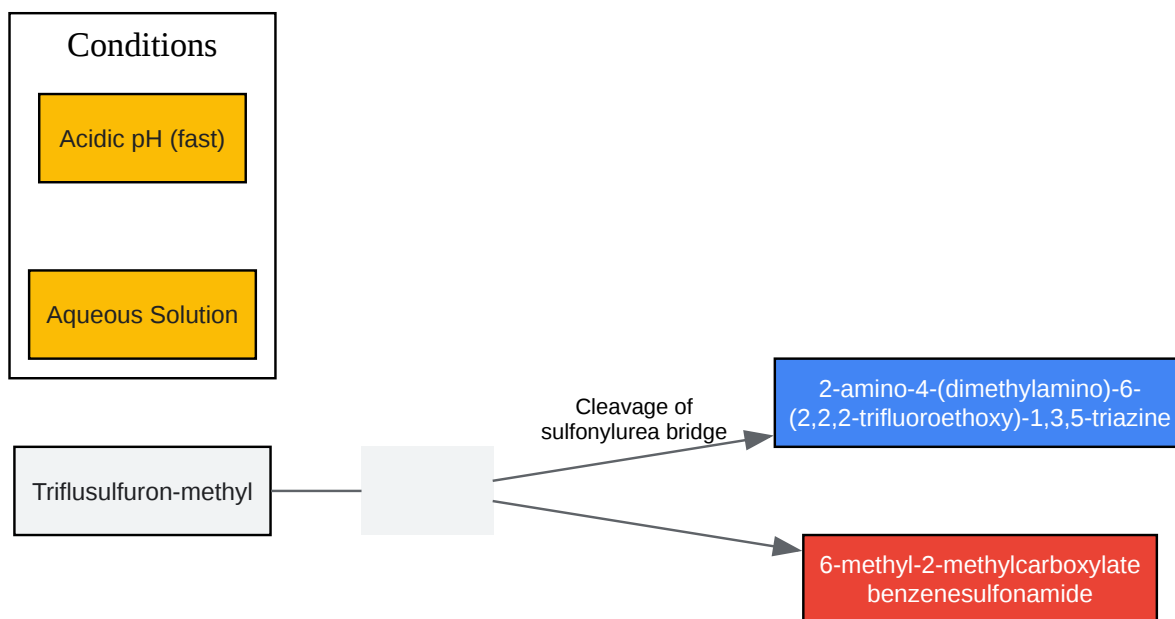 Conditions
Acidic pH (fast)
Aqueous Solution
Triflusulfuron-methyl
Cleavage of
sulfonylurea bridge
2-amino-4-(dimethylamino)-6-
(2,2,2-trifluoroethoxy)-1,3,5-triazine
6-methyl-2-methylcarboxylate
benzenesulfonamide